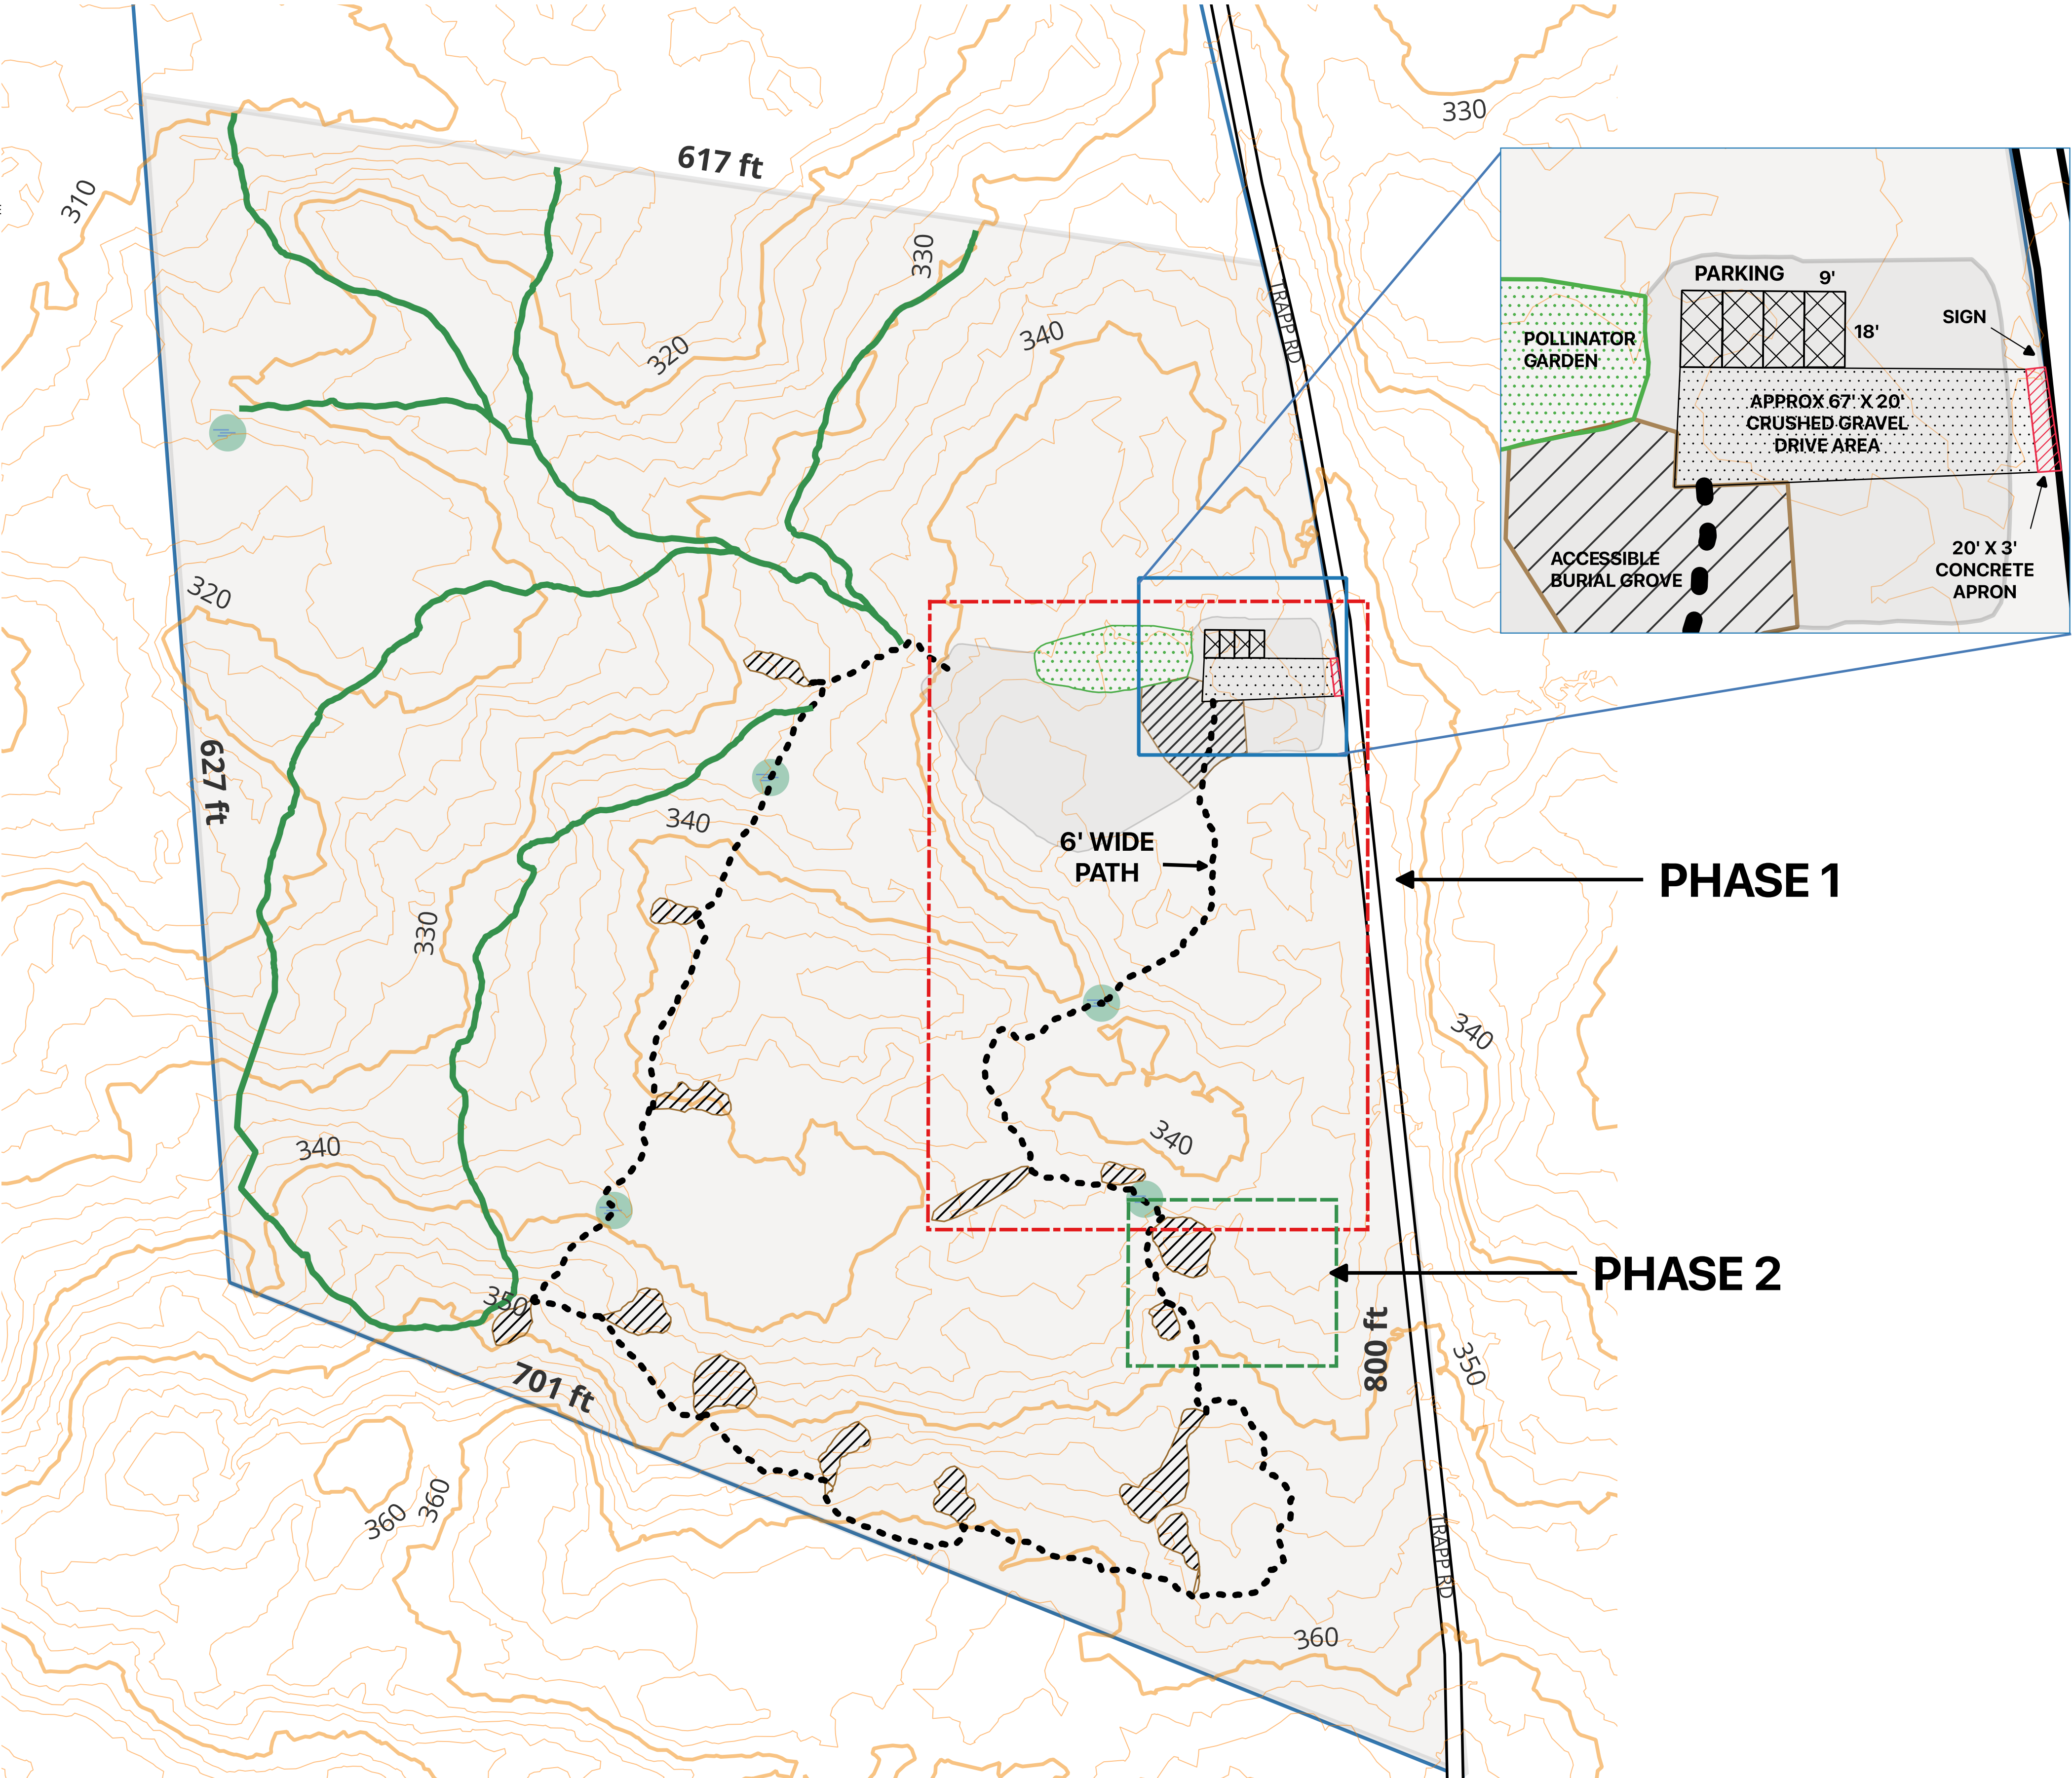 330
617 ft
310
330
PARKING
9'
SIGN
18'
POLLINATOR
GARDEN
TRAPP RD
340
320
APPROX 67' X 20'
CRUSHED GRAVEL
DRIVE AREA
20' X 3'
CONCRETE
APRON
ACCESSIBLE
BURIAL GROVE
320
627 ft
340
6' WIDE
PATH
PHASE 1
330
340
340
340
350
PHASE 2
800 ft
350
701 ft
360
360
TRAPP RD
360